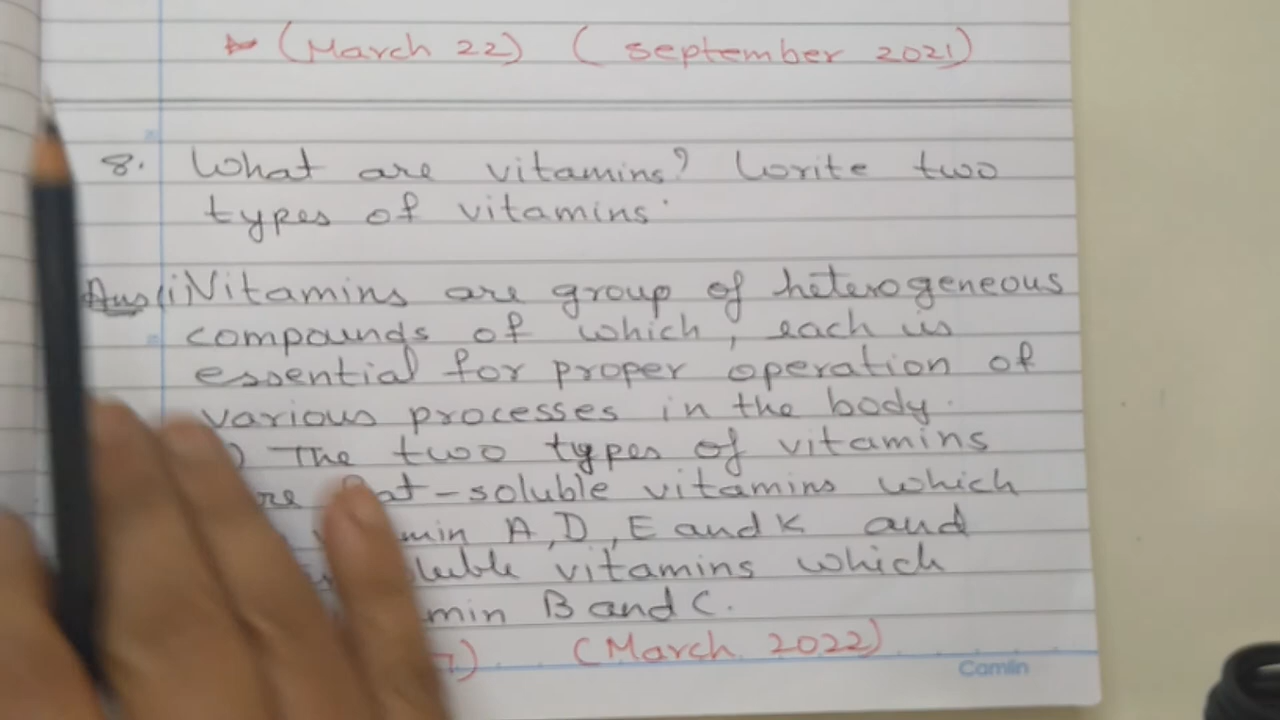 (March 22) (September 2021)
8. What are vitamins? Write two
types of vitamins.
Ans (i) Vitamins are group of heterogeneous
compounds of which, each is
essential for proper operation of
various processes in the body.
) The two types of vitamins
fat-soluble vitamins which
A, D, E and K and
vitamins which
B and C.
(March 2022)
Camlin